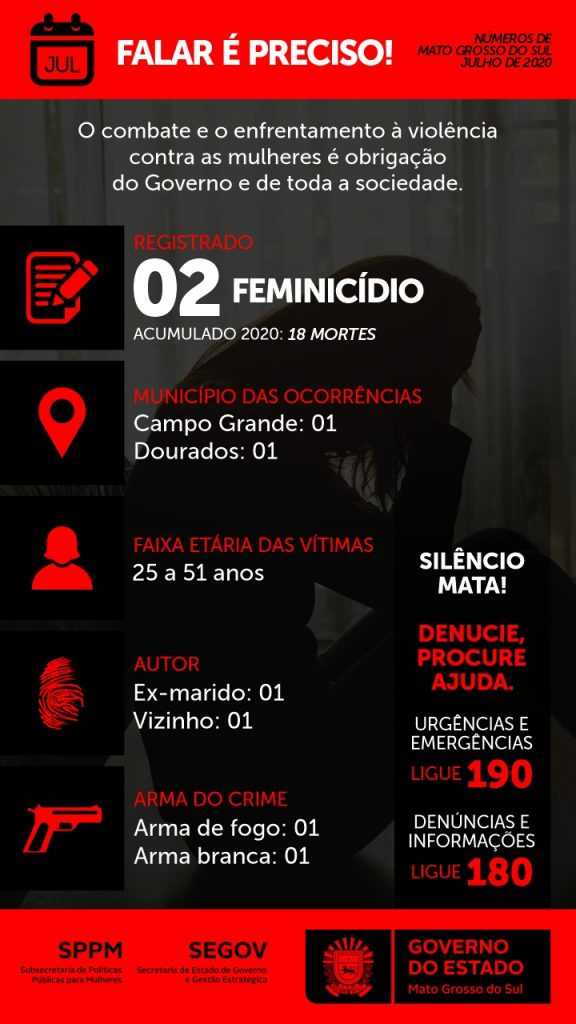 JUL
FALAR É PRECISO!
NÚMEROS DE
MATO GROSSO DO SUL
JULHO DE 2020
O combate e o enfrentamento à violência
contra as mulheres é obrigação
do Governo e de toda a sociedade.
REGISTRADO
02 FEMINICÍDIO
ACUMULADO 2020: 18 MORTES
MUNICÍPIO DAS OCORRÊNCIAS
Campo Grande: 01
Dourados: 01
FAIXA ETÁRIA DAS VÍTIMAS
25 a 51 anos
AUTOR
Ex-marido: 01
Vizinho: 01
ARMA DO CRIME
Arma de fogo: 01
Arma branca: 01
SILÊNCIO
MATA!
DENUCIE,
PROCURE
AJUDA.
URGÊNCIAS E
EMERGÊNCIAS
LIGUE 190
DENÚNCIAS E
INFORMAÇÕES
LIGUE 180
SPPM
Subsecretaria de Políticas
Públicas para Mulheres
SEGOV
Secretaria de Estado de Governo
e Gestão Estratégica
GOVERNO
DO ESTADO
Mato Grosso do Sul